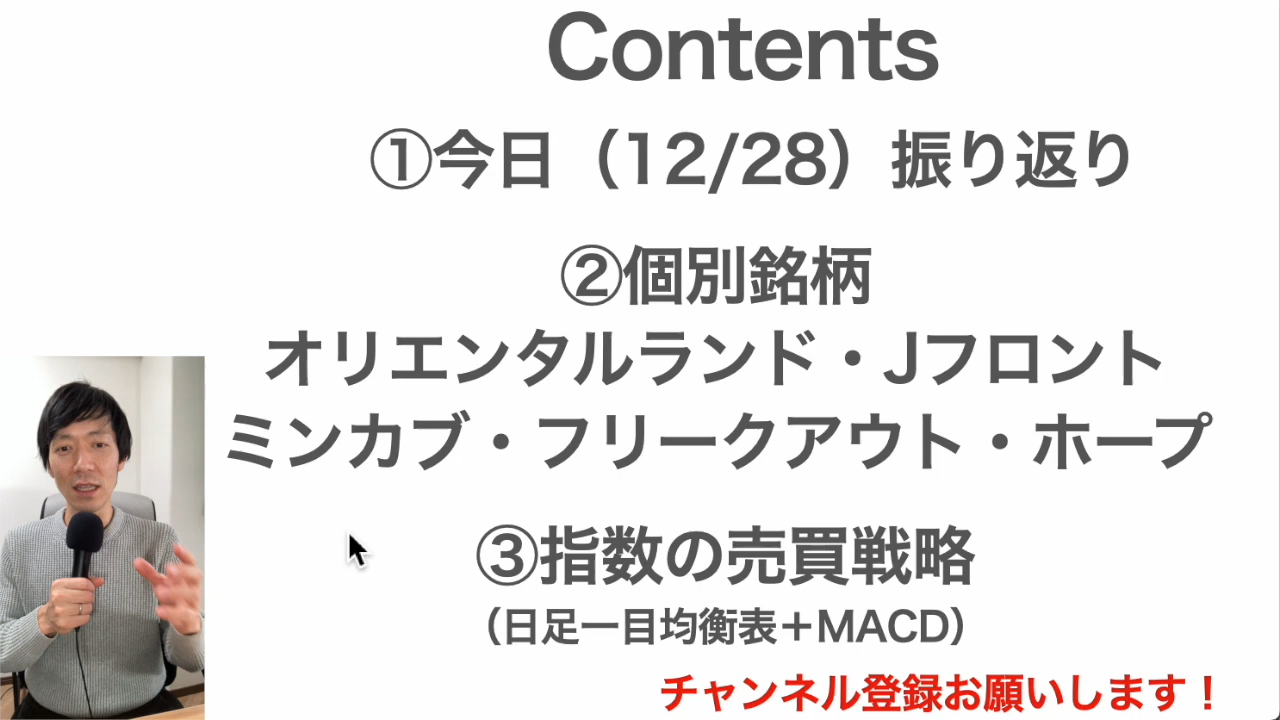 Contents
①今日（12/28）振り返り
②個別銘柄
オリエンタルランド・Jフロント
ミンカブ・フリークアウト・ホープ
③指数の売買戦略
（日足一目均衡表＋MACD）
チャンネル登録お願いします！